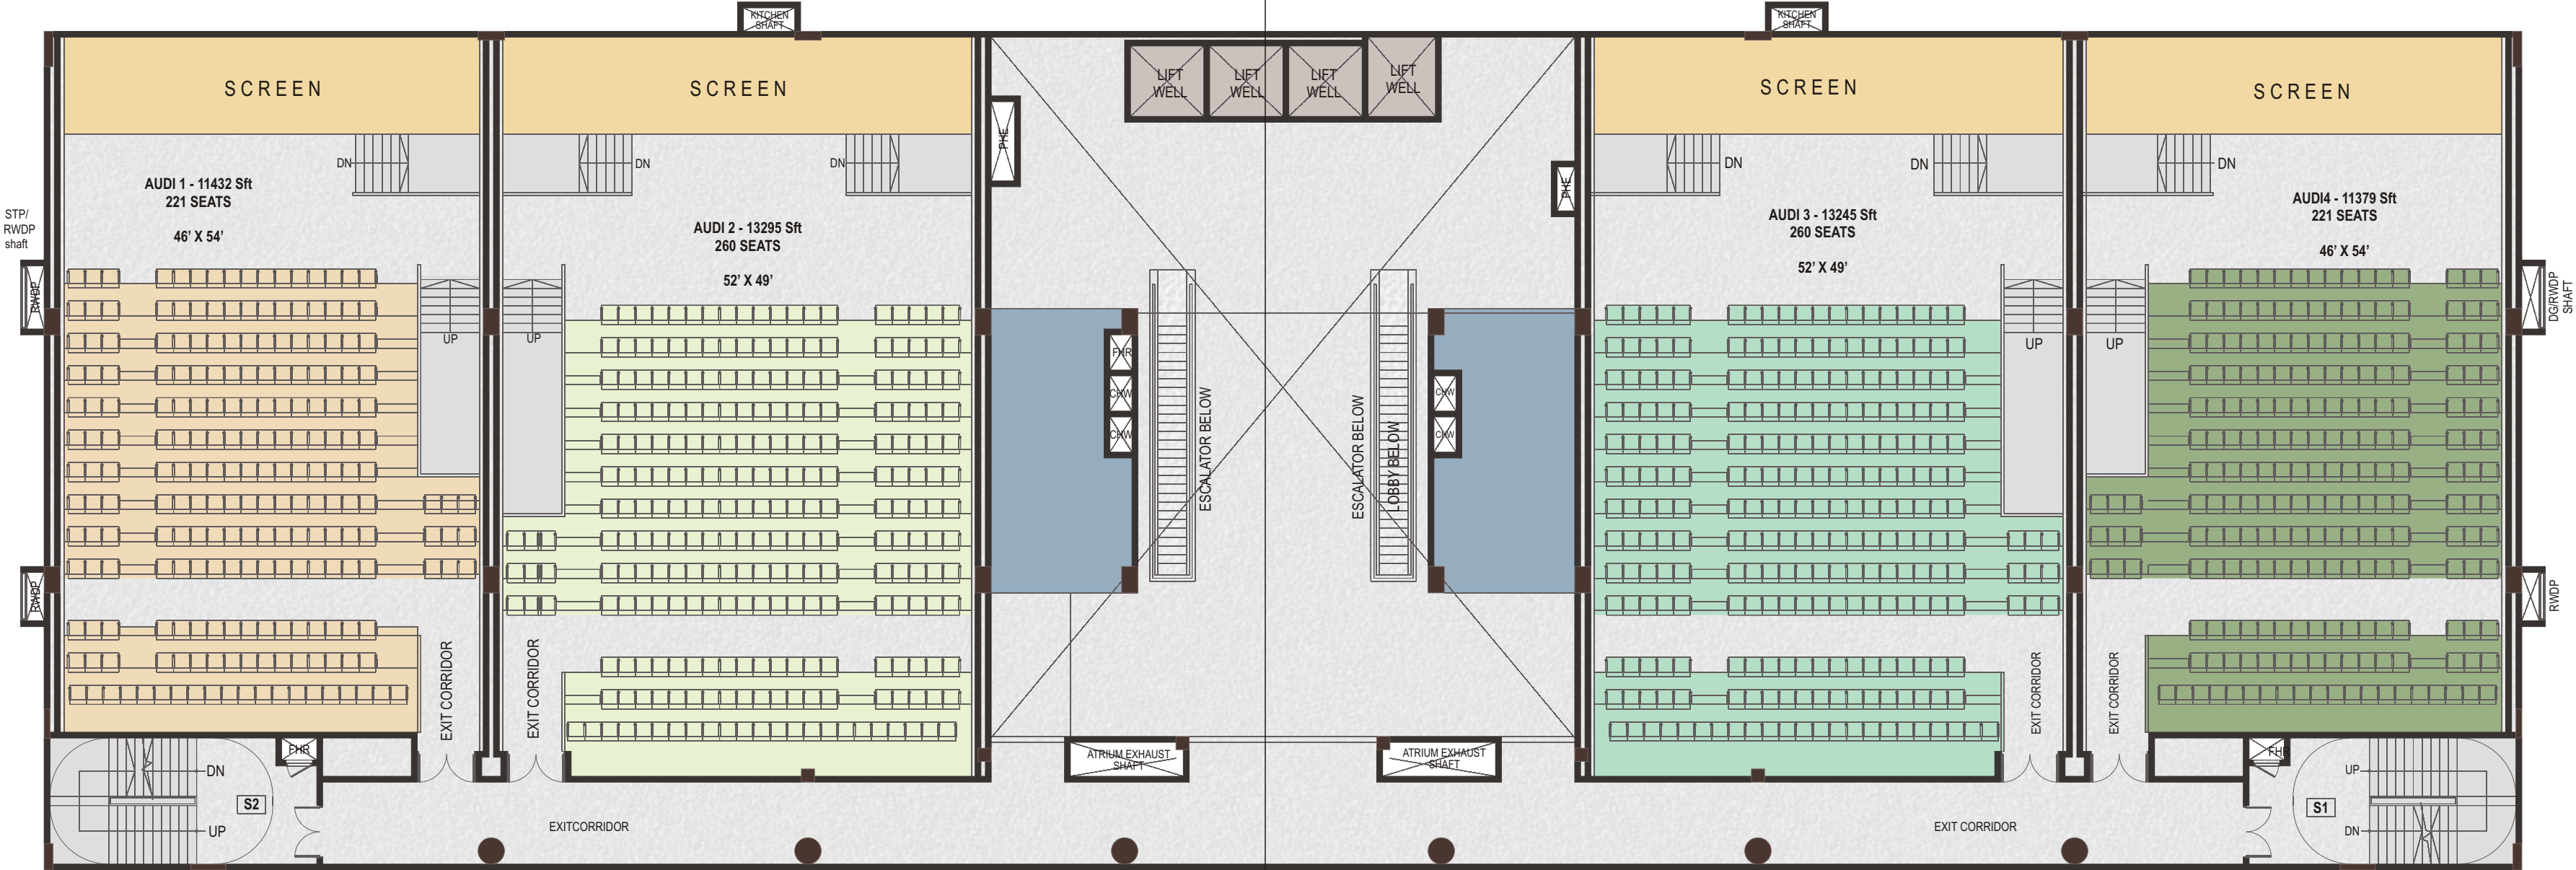 KITCHEN
SHAFT
KITCHEN
SHAFT
SCREEN
SCREEN
LIFT
WELL
LIFT
WELL
LIFT
WELL
LIFT
WELL
SCREEN
SCREEN
DN
DN
DN
PHE
PHE
DN
DN
DN
STP/
RWDP
shaft
AUDI 1 - 11432 Sft
221 SEATS
46’ X 54’
AUDI 2 - 13295 Sft
260 SEATS
52’ X 49’
AUDI 3 - 13245 Sft
260 SEATS
52’ X 49’
AUDI4 - 11379 Sft
221 SEATS
46’ X 54’
RWDP
UP
UP
FHR
CHW
CHW
ESCALATOR BELOW
ESCALATOR BELOW
LOBBY BELOW
CHW
CHW
UP
UP
DG/RWDP
SHAFT
RWDP
RWDP
EXIT CORRIDOR
EXIT CORRIDOR
EXIT CORRIDOR
EXIT CORRIDOR
FHR
ATRIUM EXHAUST
SHAFT
ATRIUM EXHAUST
SHAFT
FHR
DN
S2
UP
EXITCORRIDOR
EXIT CORRIDOR
UP
S1
DN